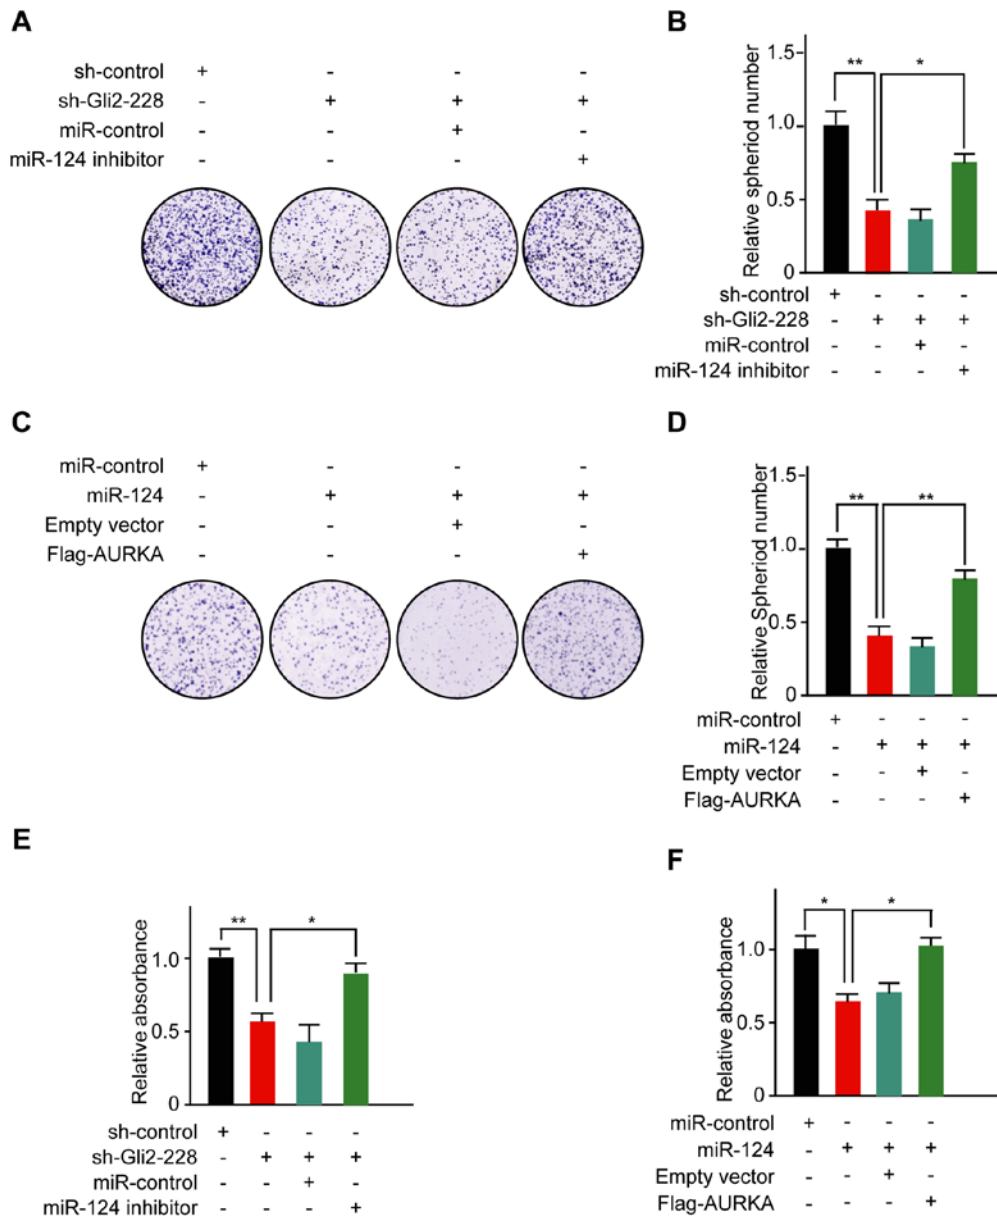 A
sh-control + - - -
sh-Gli2-228 - + + +
miR-control - - + -
miR-124 inhibitor - - - +
B
Relative spheriod number
1.5
1.0
0.5
0
** *
sh-control + - - -
sh-Gli2-228 - + + +
miR-control - - + -
miR-124 inhibitor - - - +
C
miR-control + - - -
miR-124 - + + +
Empty vector - - + -
Flag-AURKA - - - +
D
Relative Spheriod number
1.5
1.0
0.5
0
** **
miR-control + - - -
miR-124 - + + +
Empty vector - - + -
Flag-AURKA - - - +
E
Relative absorbance
1.0
0.5
0
** *
sh-control + - - -
sh-Gli2-228 - + + +
miR-control - - + -
miR-124 inhibitor - - - +
F
Relative absorbance
1.0
0.5
0
* *
miR-control + - - -
miR-124 - + + +
Empty vector - - + -
Flag-AURKA - - - +